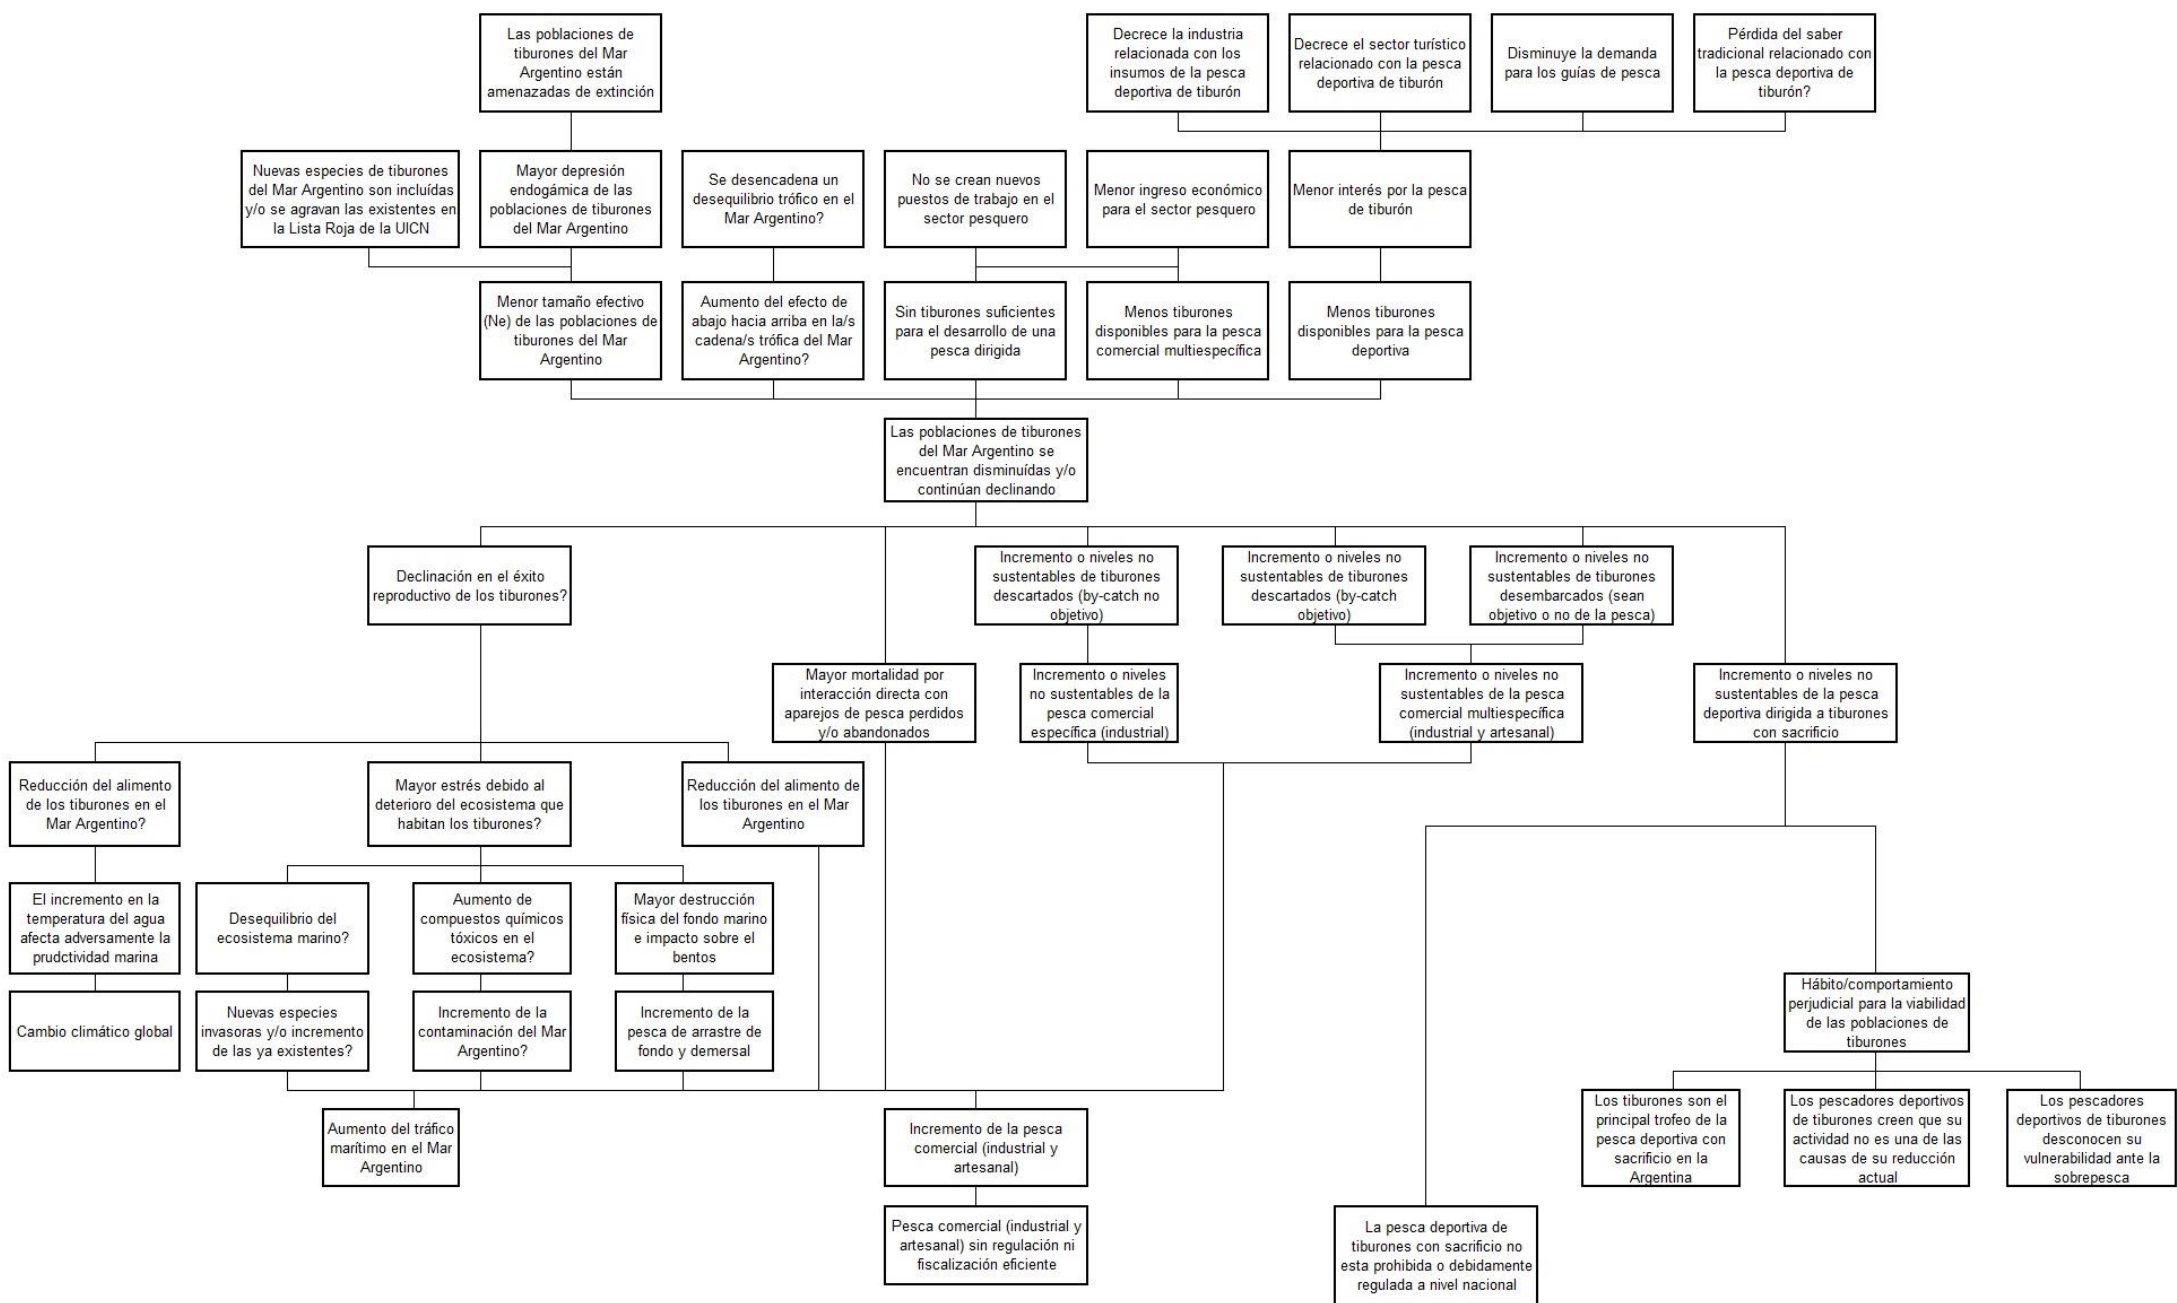 Las poblaciones de
tiburones del Mar
Argentino están
amenazadas de extinción
Decrece la industria
relacionada con los
insumos de la pesca
deportiva de tiburón
Decrece el sector turístico
relacionado con la pesca
deportiva de tiburón
Disminuye la demanda
para los guías de pesca
Pérdida del saber
tradicional relacionado con
la pesca deportiva de
tiburón?
Nuevas especies de tiburones
del Mar Argentino son incluídas
y/o se agravan las existentes en
la Lista Roja de la UICN
Mayor depresión
endogámica de las
poblaciones de tiburones
del Mar Argentino
Se desencadena un
desequilibrio trófico en el
Mar Argentino?
No se crean nuevos
puestos de trabajo en el
sector pesquero
Menor ingreso económico
para el sector pesquero
Menor interés por la pesca
de tiburón
Menor tamaño efectivo
(Ne) de las poblaciones de
tiburones del Mar
Argentino
Aumento del efecto de
abajo hacia arriba en la/s
cadena/s trófica del Mar
Argentino?
Sin tiburones suficientes
para el desarrollo de una
pesca dirigida
Menos tiburones
disponibles para la pesca
comercial multiespecífica
Menos tiburones
disponibles para la pesca
deportiva
Las poblaciones de tiburones
del Mar Argentino se
encuentran disminuídas y/o
continúan declinando
Declinación en el éxito
reproductivo de los tiburones?
Incremento o niveles no
sustentables de tiburones
descartados (by-catch no
objetivo)
Incremento o niveles no
sustentables de tiburones
descartados (by-catch
objetivo)
Incremento o niveles no
sustentables de tiburones
desembarcados (sean
objetivo o no de la pesca)
Mayor mortalidad por
interacción directa con
aparejos de pesca perdidos
y/o abandonados
Incremento o niveles
no sustentables de la
pesca comercial
específica (industrial)
Incremento o niveles no
sustentables de la pesca
comercial multiespecífica
(industrial y artesanal)
Incremento o niveles no
sustentables de la pesca
deportiva dirigida a tiburones
con sacrificio
Reducción del alimento
de los tiburones en el
Mar Argentino?
Mayor estrés debido al
deterioro del ecosistema que
habitan los tiburones?
Reducción del alimento de
los tiburones en el Mar
Argentino
El incremento en la
temperatura del agua
afecta adversamente la
prudctividad marina
Desequilibrio del
ecosistema marino?
Aumento de
compuestos químicos
tóxicos en el
ecosistema?
Mayor destrucción
física del fondo marino
e impacto sobre el
bentos
Cambio climático global
Nuevas especies
invasoras y/o incremento
de las ya existentes?
Incremento de la
contaminación del Mar
Argentino?
Incremento de la
pesca de arrastre de
fondo y demersal
Hábito/comportamiento
perjudicial para la viabilidad
de las poblaciones de
tiburones
Aumento del tráfico
marítimo en el Mar
Argentino
Incremento de la pesca
comercial (industrial y
artesanal)
Los tiburones son el
principal trofeo de la
pesca deportiva con
sacrificio en la
Argentina
Los pescadores deportivos
de tiburones creen que su
actividad no es una de las
causas de su reducción
actual
Los pescadores
deportivos de tiburones
desconocen su
vulnerabilidad ante la
sobrepesca
Pesca comercial (industrial y
artesanal) sin regulación ni
fiscalización eficiente
La pesca deportiva de
tiburones con sacrificio no
esta prohibida o debidamente
regulada a nivel nacional